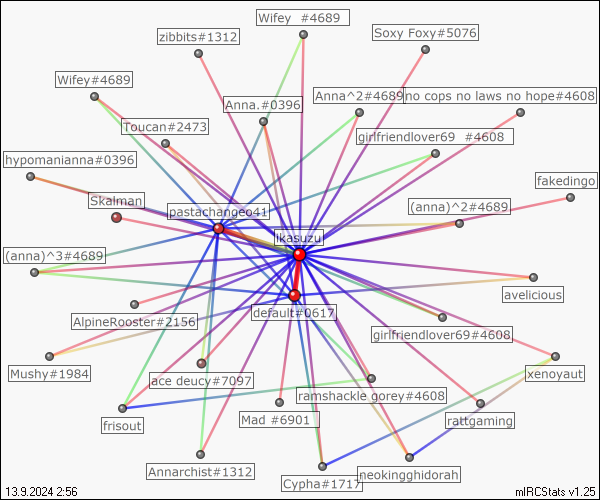 Wifey  #4689
zibbits#1312
Soxy Foxy#5076
Wifey#4689
Anna^2#4689
no cops no laws no hope#4608
Anna.#0396
Toucan#2473
girlfriendlover69  #4608
hypomanianna#0396
fakedingo
Skalman
(anna)^2#4689
pastachangeo41
ikasuzu
(anna)^3#4689
avelicious
default#0617
AlpineRooster#2156
girlfriendlover69#4608
Mushy#1984
ace deucy#7097
xenoyaut
ramshackle gorey#4608
frisout
Mad #6901
rattgaming
Annarchist#1312
Cypha#1717
neokingghidorah
13.9.2024 2:56
mIRCStats v1.25